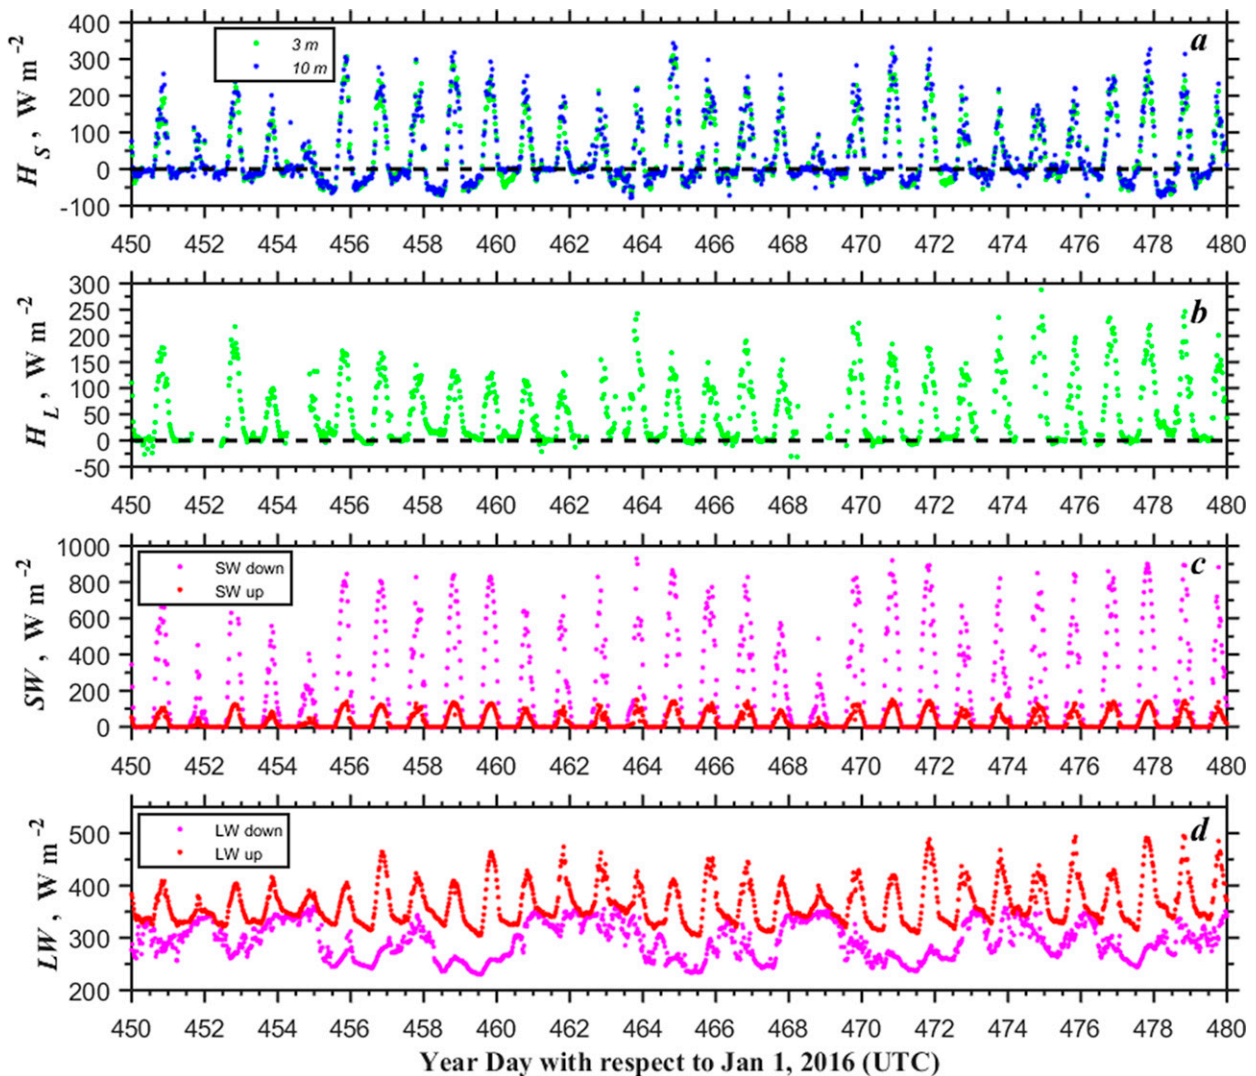 400
300
200
100
0
-100
H_S , W m⁻²
3 m
10 m
a
450 452 454 456 458 460 462 464 466 468 470 472 474 476 478 480
300
250
200
150
100
50
0
-50
H_L , W m⁻²
b
450 452 454 456 458 460 462 464 466 468 470 472 474 476 478 480
1000
800
600
400
200
0
SW , W m⁻²
SW down
SW up
c
450 452 454 456 458 460 462 464 466 468 470 472 474 476 478 480
500
400
300
200
LW , W m⁻²
LW down
LW up
d
450 452 454 456 458 460 462 464 466 468 470 472 474 476 478 480
Year Day with respect to Jan 1, 2016 (UTC)